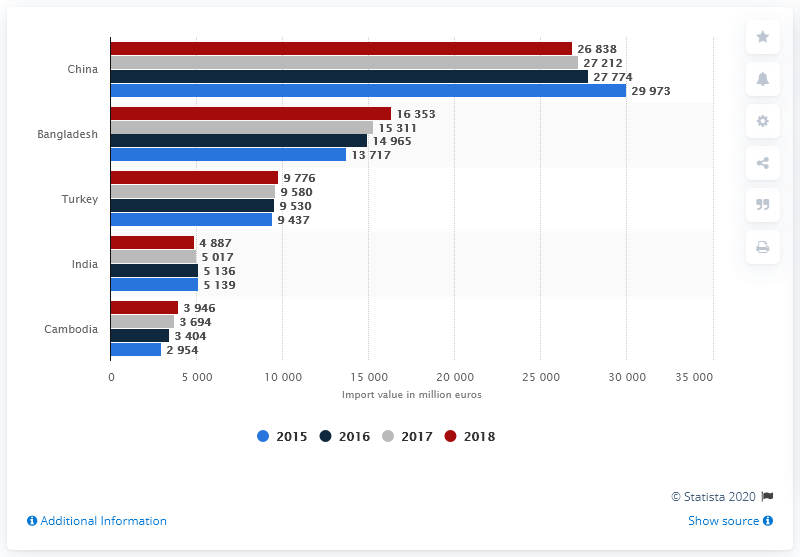 China
26 838
27 212
27 774
29 973
Bangladesh
16 353
15 311
14 965
13 717
Turkey
9 776
9 580
9 530
9 437
India
4 887
5 017
5 136
5 139
Cambodia
3 946
3 694
3 404
2 954
0 5 000 10 000 15 000 20 000 25 000 30 000 35 000
Import value in million euros
2015 2016 2017 2018
© Statista 2020
Additional Information Show source